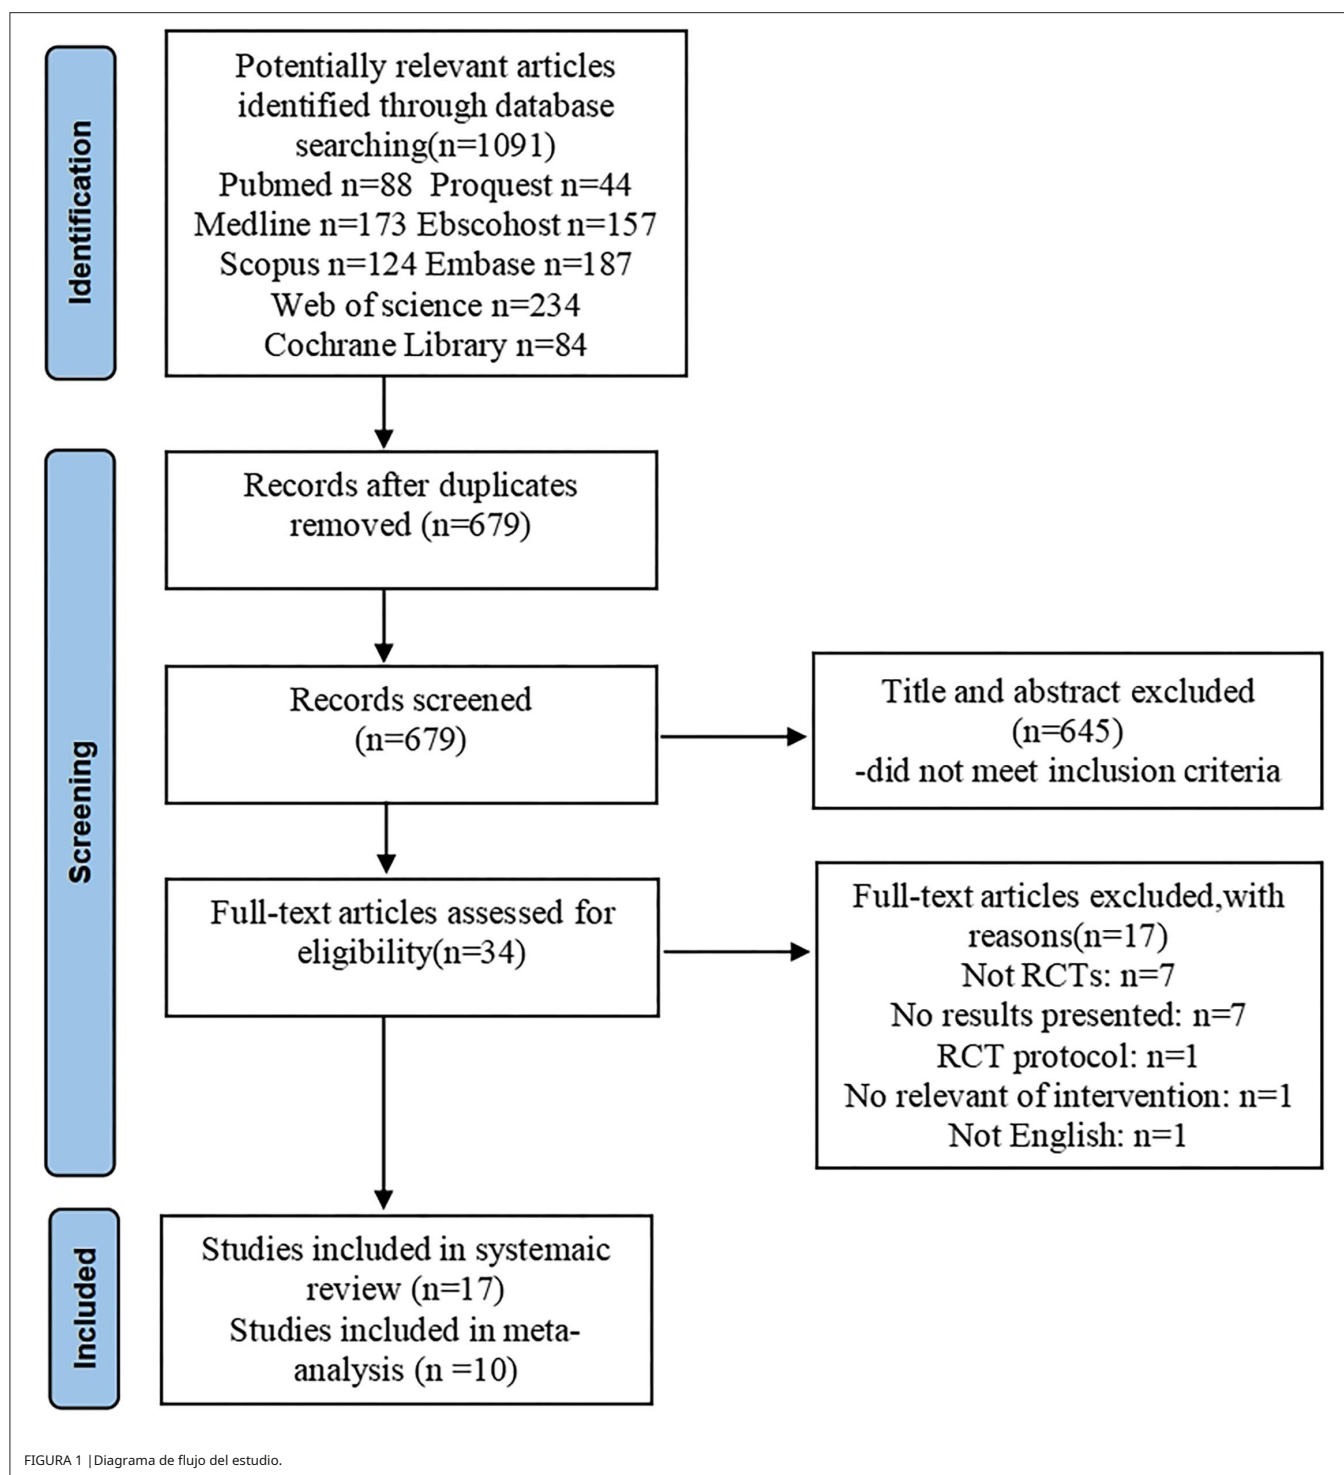 Identification
Potentially relevant articles
identified through database
searching(n=1091)
Pubmed n=88 Proquest n=44
Medline n=173 Ebscohost n=157
Scopus n=124 Embase n=187
Web of science n=234
Cochrane Library n=84
Screening
Records after duplicates
removed (n=679)
Records screened
(n=679)
Title and abstract excluded
(n=645)
-did not meet inclusion criteria
Full-text articles assessed for
eligibility(n=34)
Full-text articles excluded,with
reasons(n=17)
Not RCTs: n=7
No results presented: n=7
RCT protocol: n=1
No relevant of intervention: n=1
Not English: n=1
Included
Studies included in systemaic
review (n=17)
Studies included in meta-
analysis (n =10)
FIGURA 1 |Diagrama de flujo del estudio.